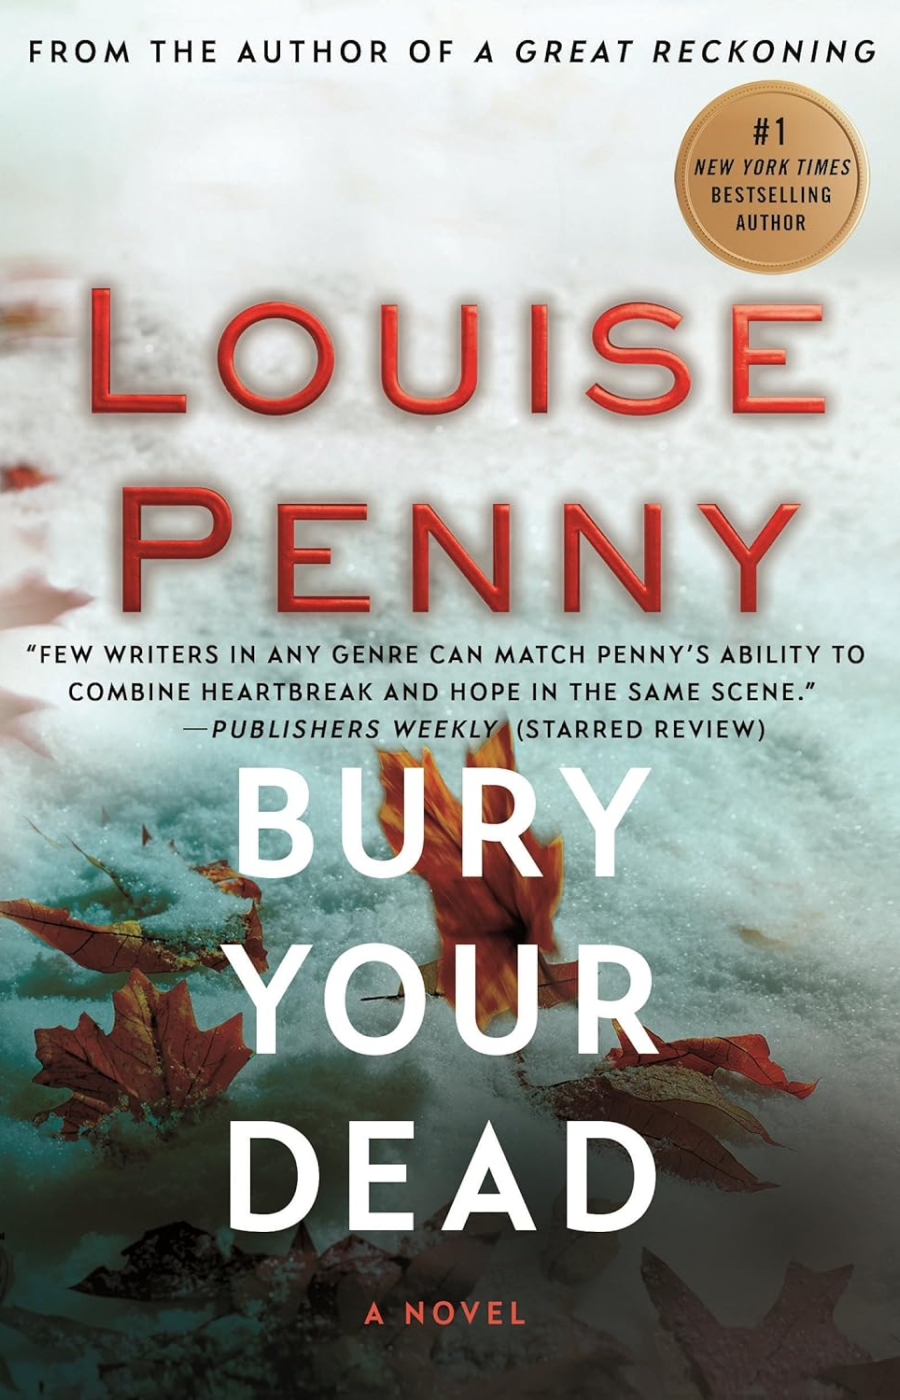 FROM THE AUTHOR OF A GREAT RECKONING
#1
NEW YORK TIMES
BESTSELLING
AUTHOR
LOUISE
PENNY
“FEW WRITERS IN ANY GENRE CAN MATCH PENNY’S ABILITY TO
COMBINE HEARTBREAK AND HOPE IN THE SAME SCENE.”
—PUBLISHERS WEEKLY (STARRED REVIEW)
BURY
YOUR
DEAD
A NOVEL